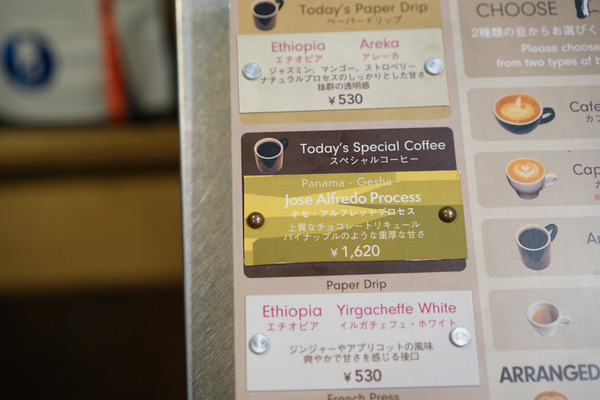 Today's Paper Drip
ペーパードリップ
Ethiopia Areka
エチオピア アレーカ
ジャスミン、マンゴー、ストロベリー
ナチュラルプロセスのしっかりとした甘さ
抜群の透明感
¥530
Today's Special Coffee
スペシャルコーヒー
Panama - Gesha
Jose Alfredo Process
ホセ・アルフレッドプロセス
上質なチョコレートリキュール
パイナップルのような重厚な甘さ
¥1,620
Paper Drip
Ethiopia Yirgacheffe White
エチオピア イルガチェフェ・ホワイト
ジンジャーやアプリコットの風味
爽やかで甘さを感じる後口
¥530
French Press
CHOOSE
2種類の豆からお選びく
Please choose
from two types of b
Cafe
カフ
Cap
カ
A
ARRANGED